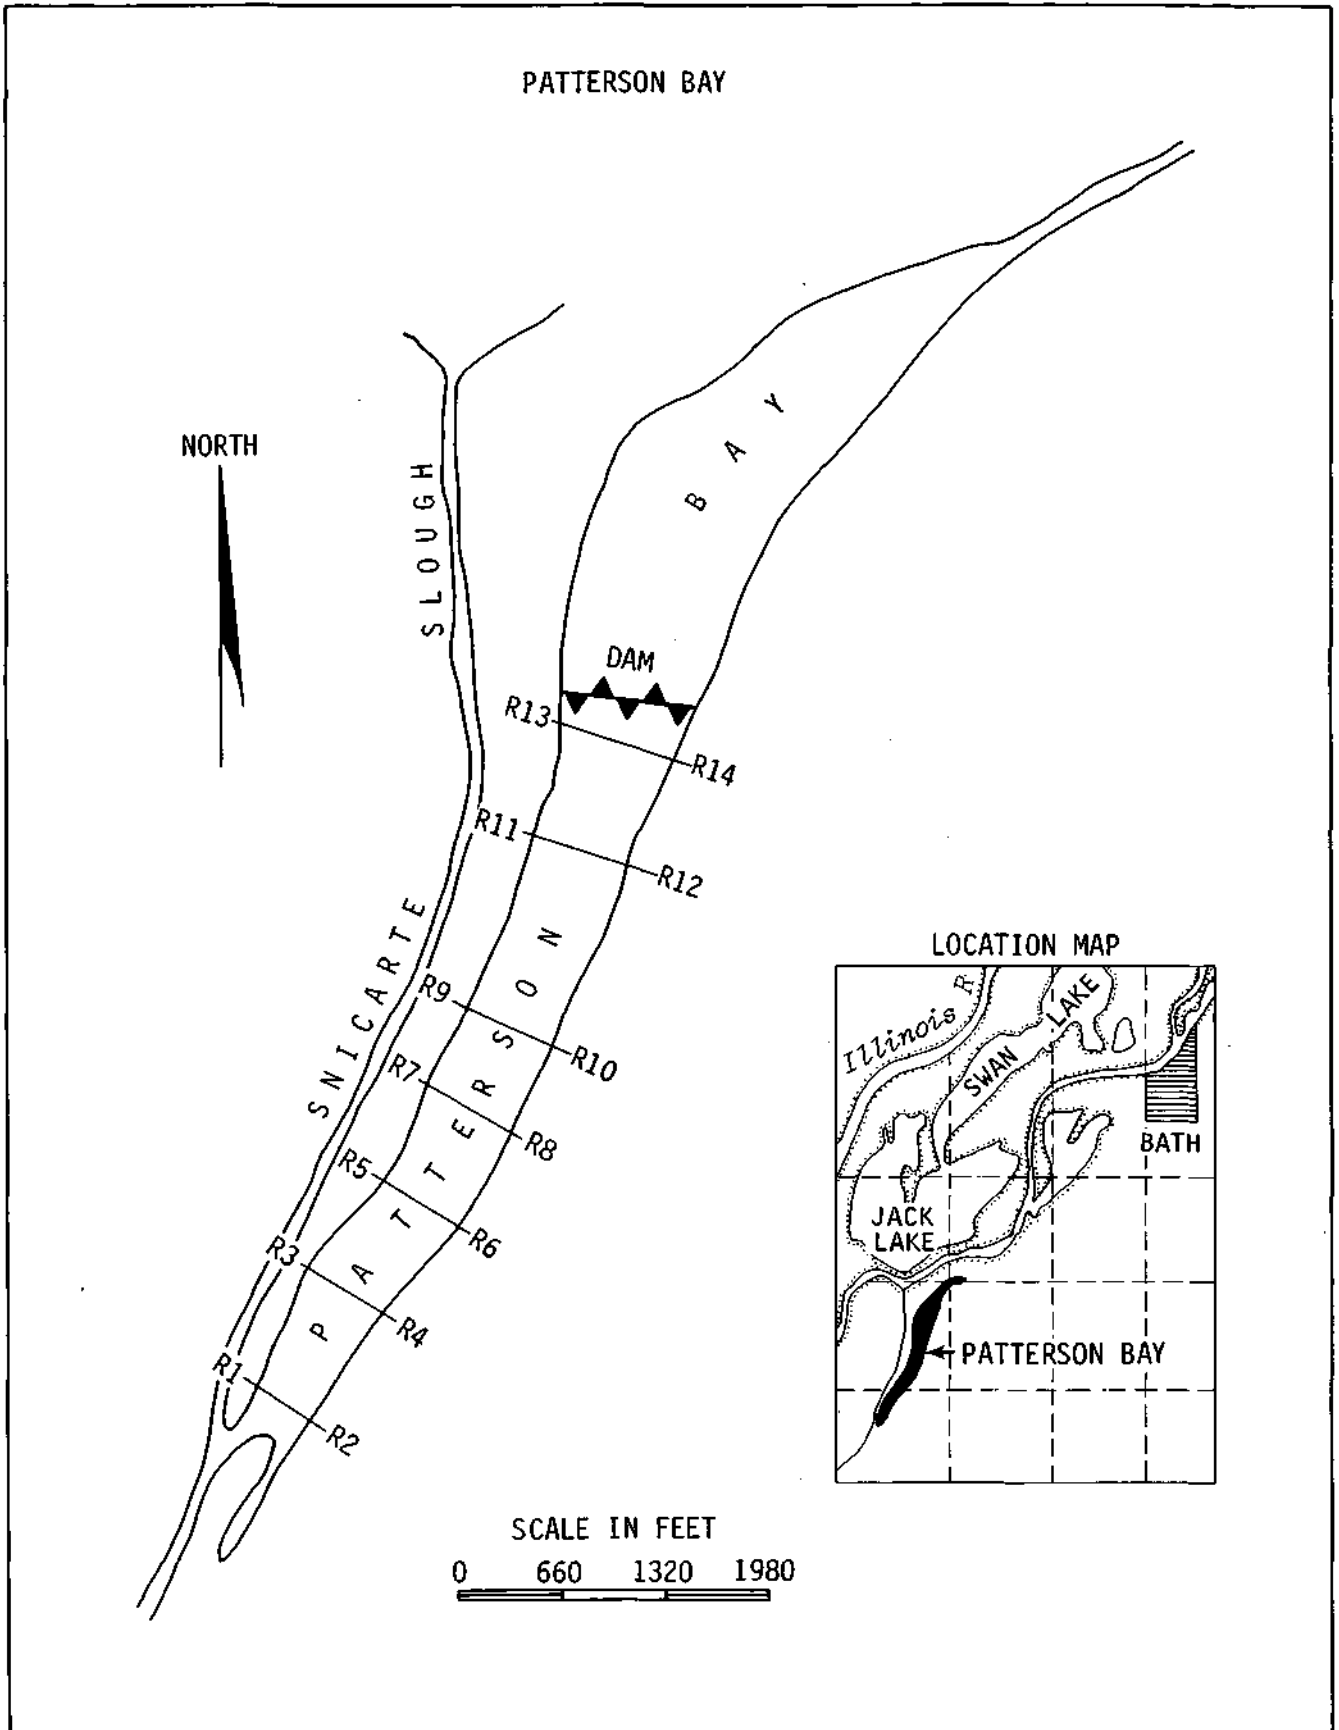 PATTERSON BAY
NORTH
SNICARTE SLOUGH
PATTERSON BAY
DAM
R13
R14
R11
R12
R9
R10
R7
R8
R5
R6
R3
R4
R1
R2
LOCATION MAP
Illinois R
SWAN LAKE
BATH
JACK
LAKE
PATTERSON BAY
SCALE IN FEET
0 660 1320 1980